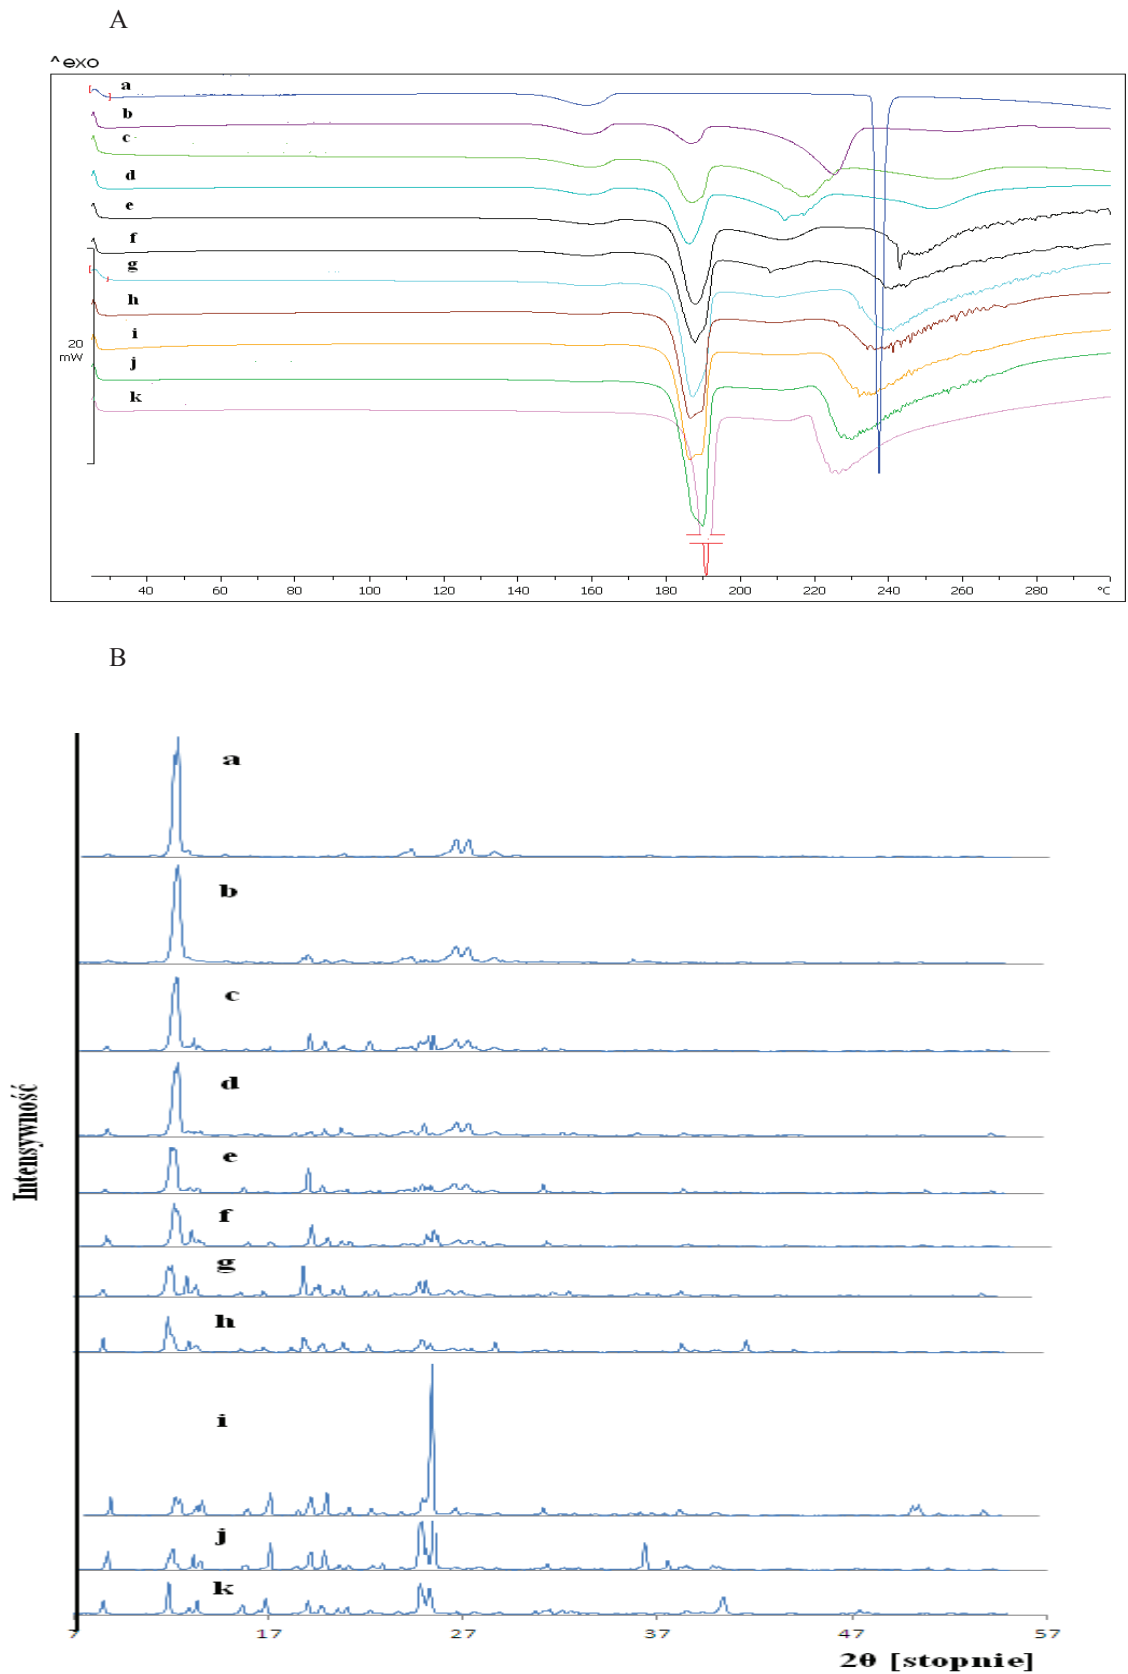 A
^exo
a
b
c
d
e
f
g
h
i
j
k
20
mW
40 60 80 100 120 140 160 180 200 220 240 260 280 °C
B
a
b
c
d
e
f
g
h
i
j
k
Intensywność
7 17 27 37 47 57
2θ [stopnie]